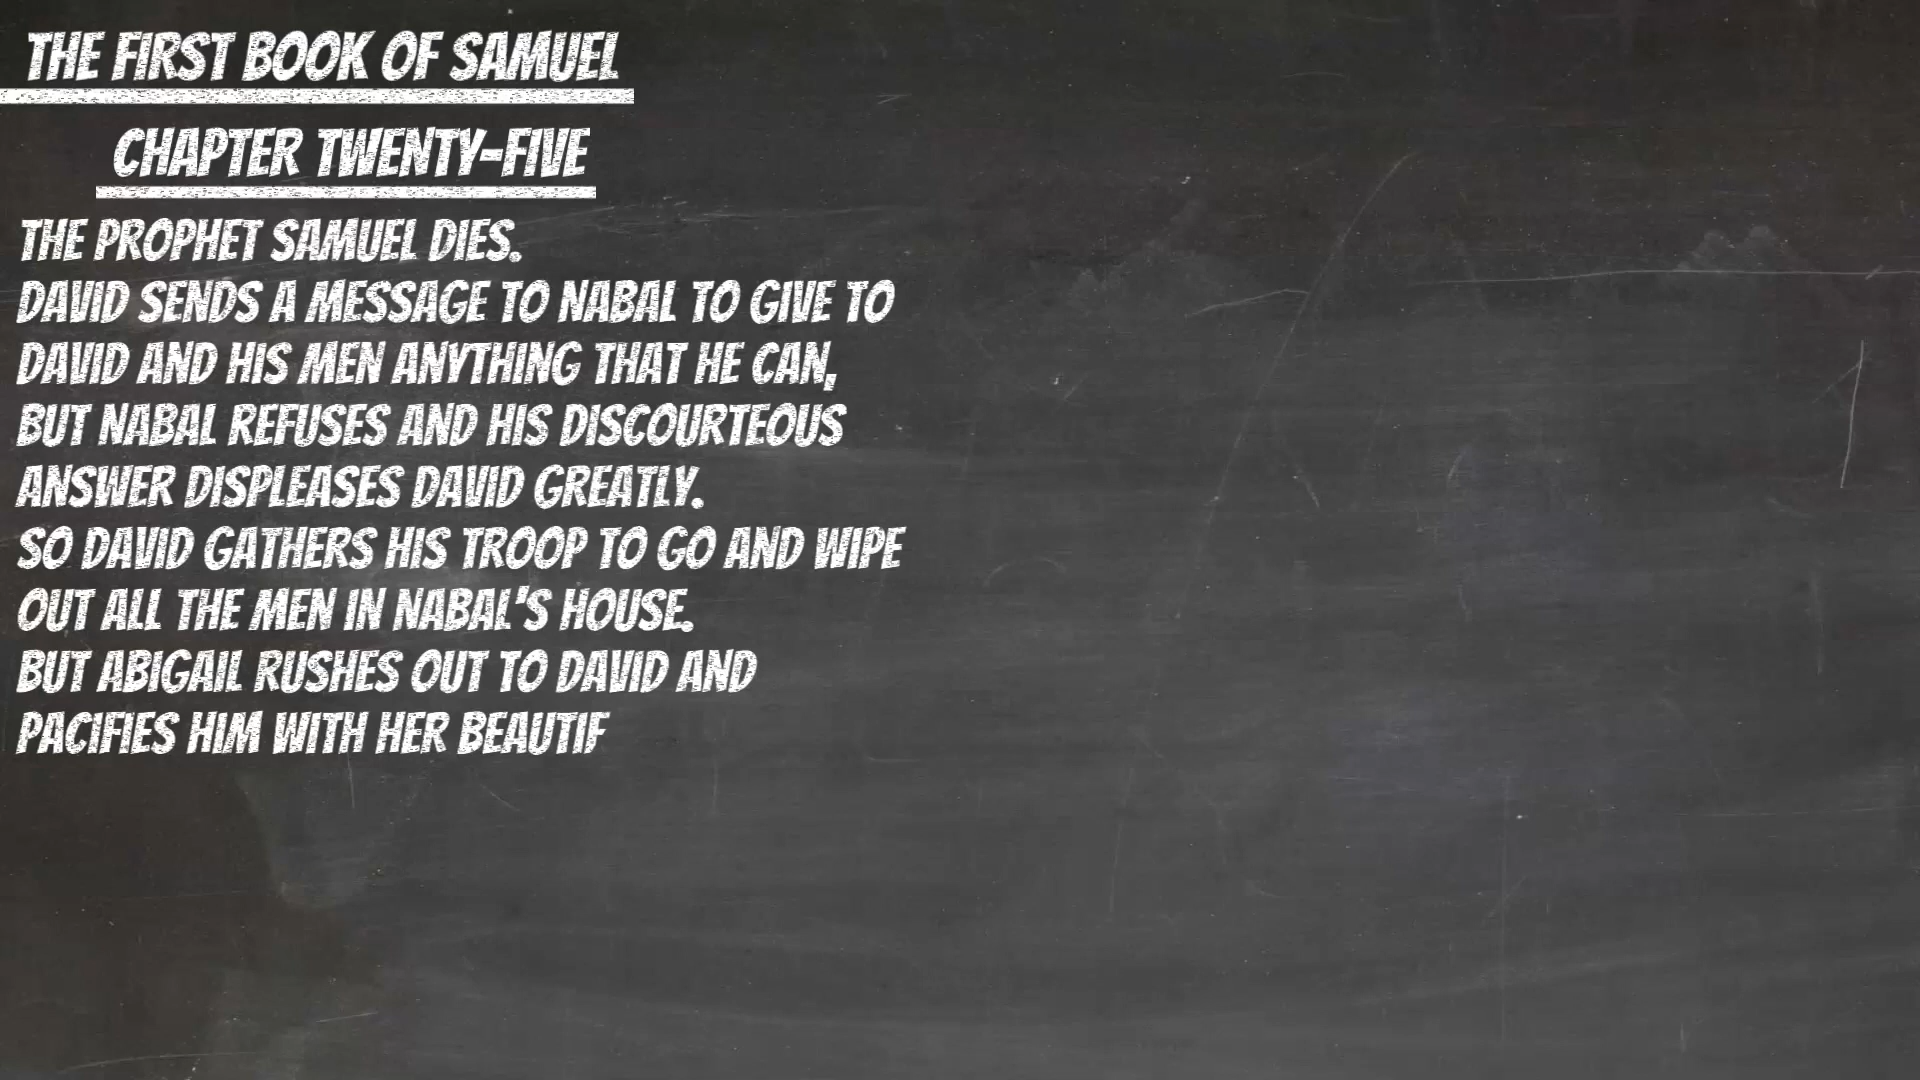 THE FIRST BOOK OF SAMUEL
CHAPTER TWENTY-FIVE
THE PROPHET SAMUEL DIES.
DAVID SENDS A MESSAGE TO NABAL TO GIVE TO
DAVID AND HIS MEN ANYTHING THAT HE CAN,
BUT NABAL REFUSES AND HIS DISCOURTEOUS
ANSWER DISPLEASES DAVID GREATLY.
SO DAVID GATHERS HIS TROOP TO GO AND WIPE
OUT ALL THE MEN IN NABAL'S HOUSE.
BUT ABIGAIL RUSHES OUT TO DAVID AND
PACIFIES HIM WITH HER BEAUTIF